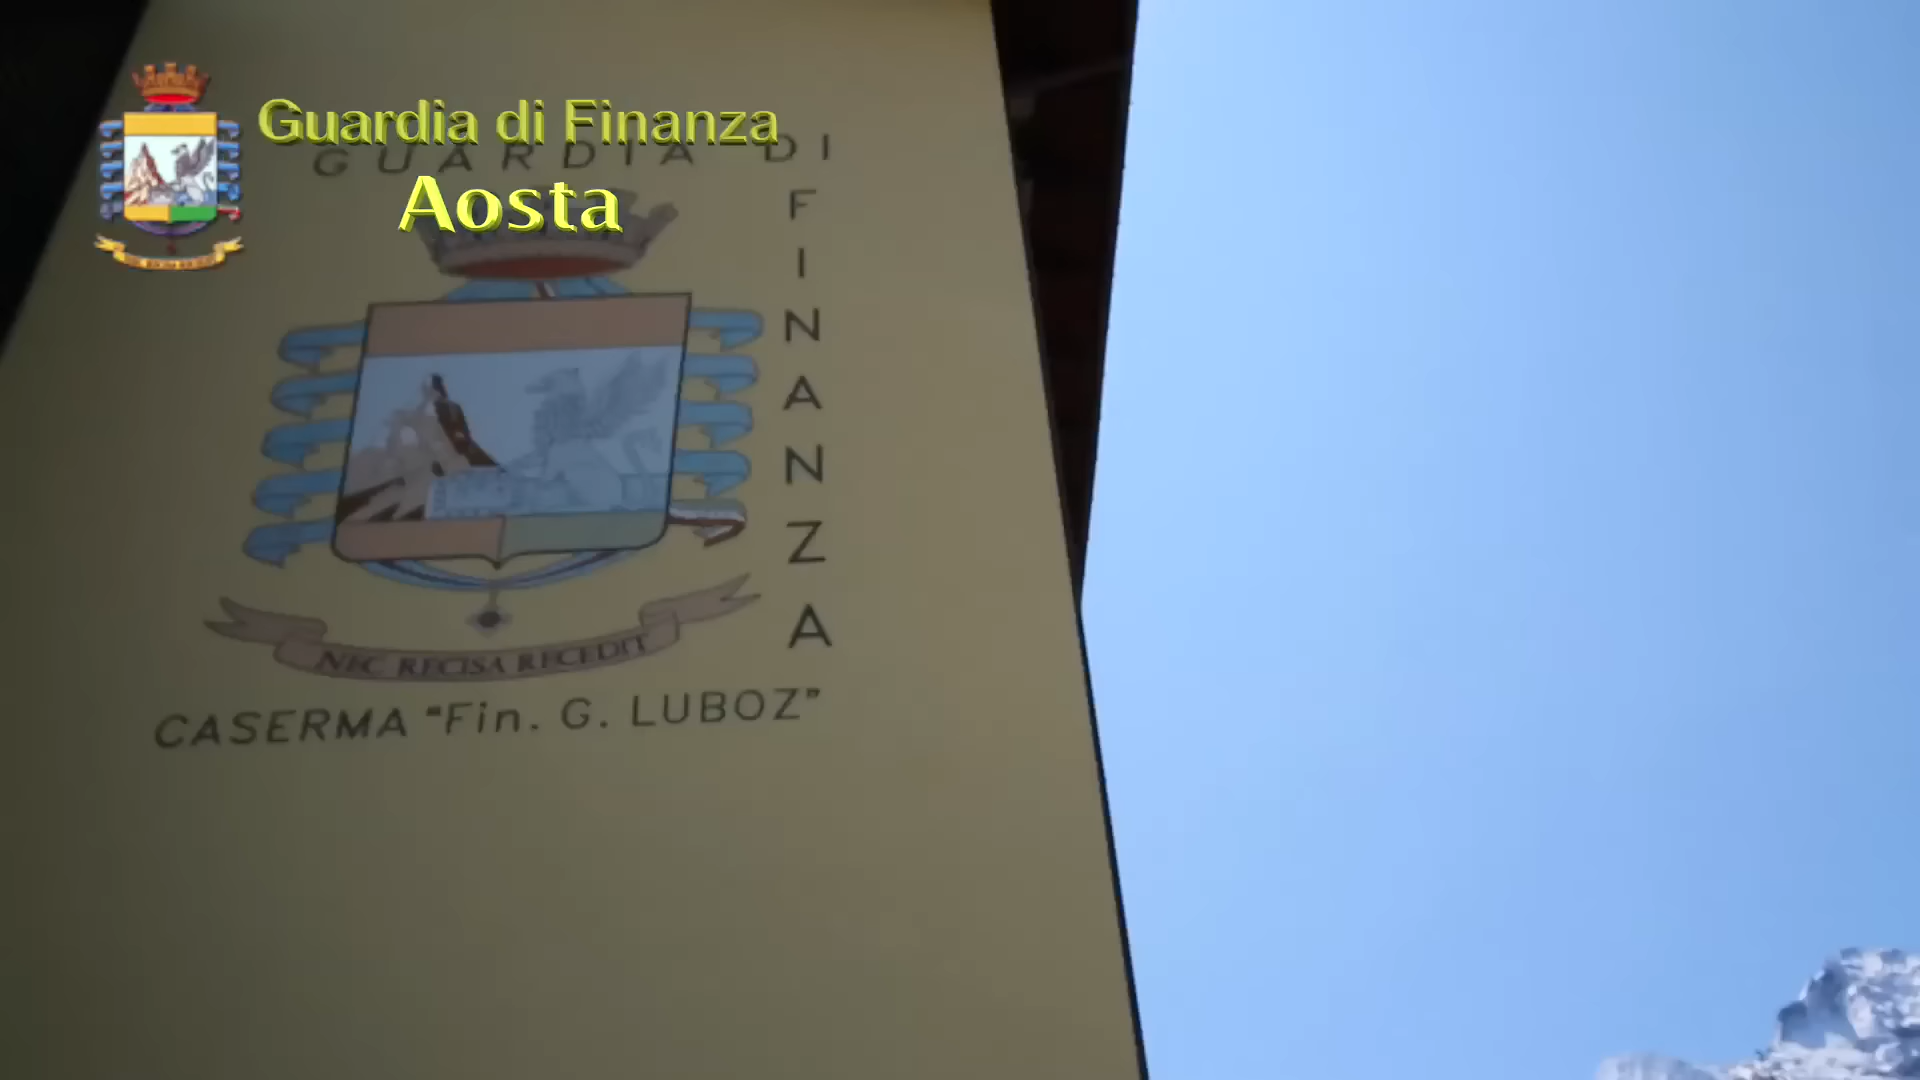 Guardia di Finanza
Aosta
GUARDIA DI
FINANZA
NEC RECISA RECEDIT
CASERMA "Fin. G. LUBOZ"